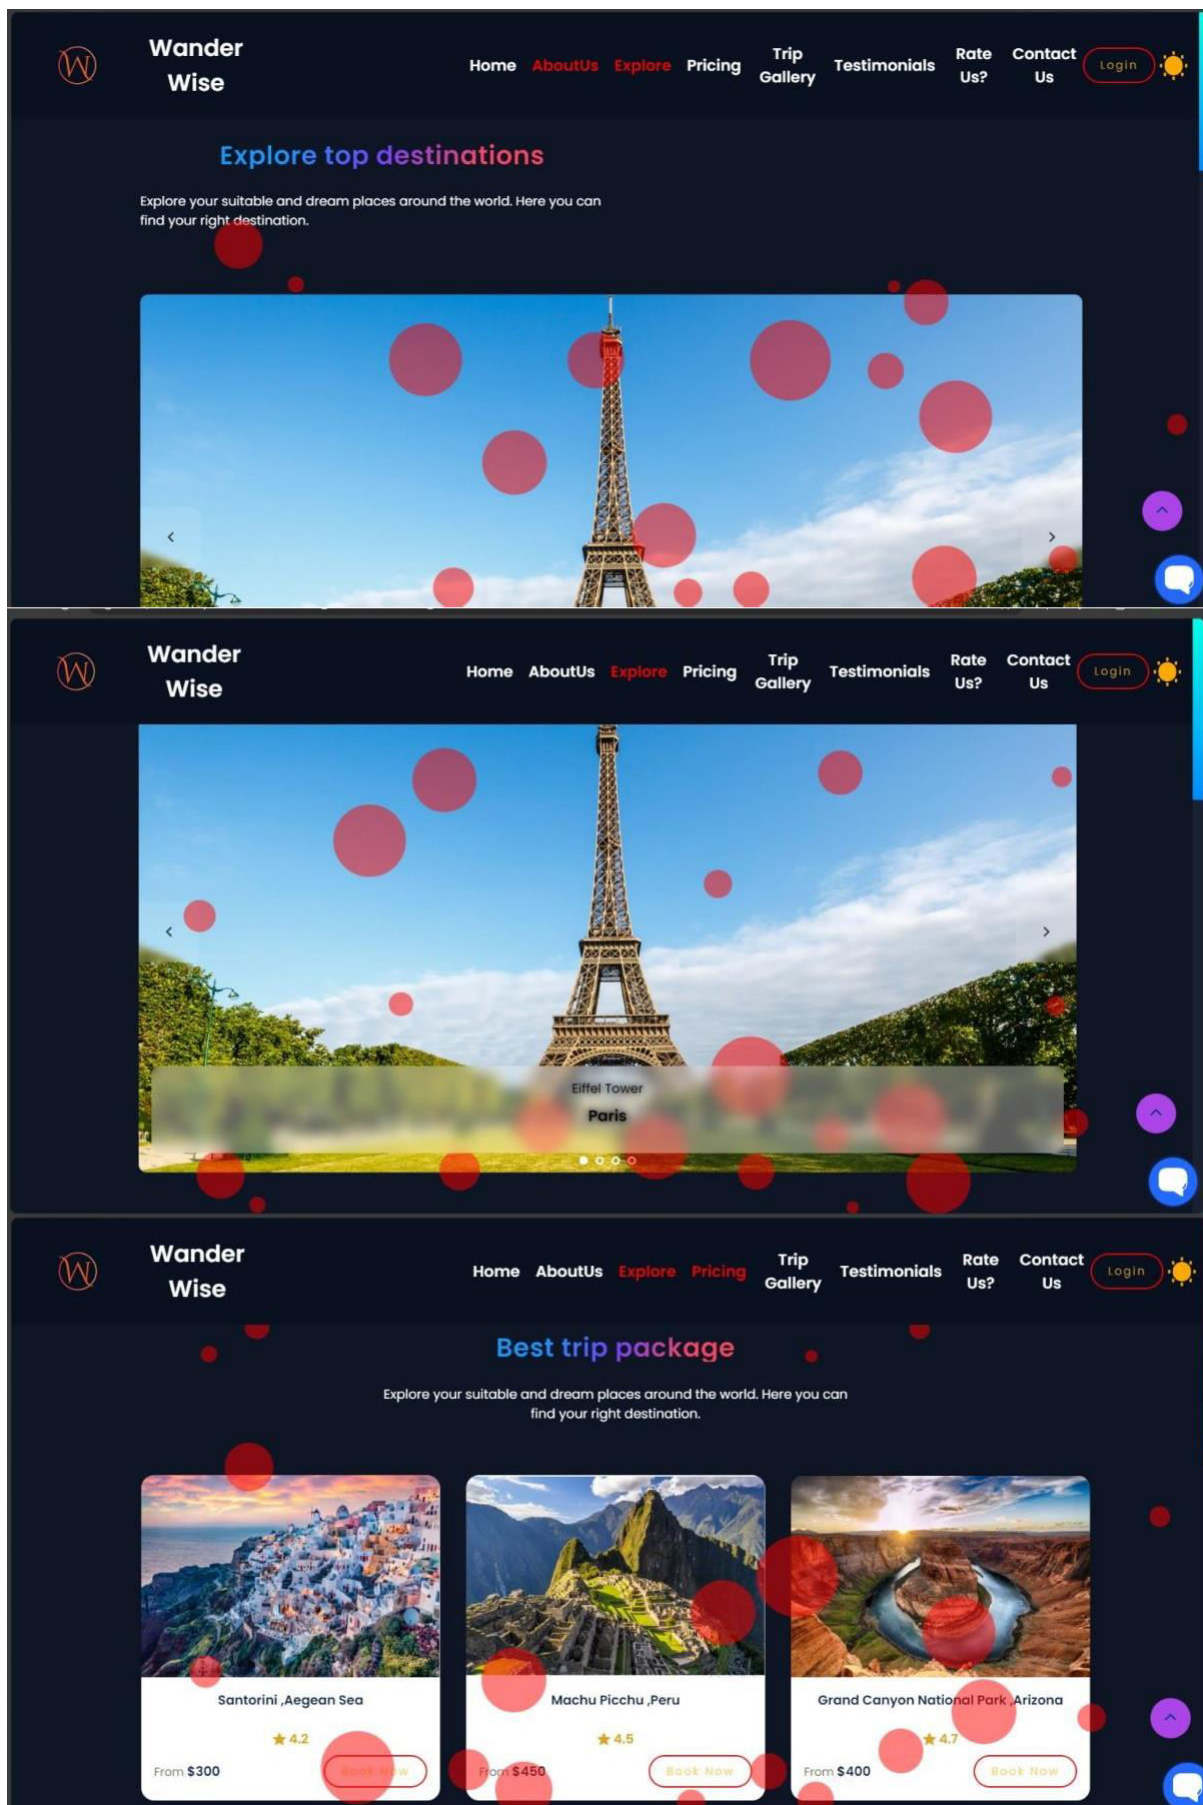 Wander
Wise
Home AboutUs Explore Pricing Trip Gallery Testimonials Rate Us? Contact Us Login
Explore top destinations
Explore your suitable and dream places around the world. Here you can
find your right destination.
Wander
Wise
Home AboutUs Explore Pricing Trip Gallery Testimonials Rate Us? Contact Us Login
Eiffel Tower
Paris
Wander
Wise
Home AboutUs Explore Pricing Trip Gallery Testimonials Rate Us? Contact Us Login
Best trip package
Explore your suitable and dream places around the world. Here you can
find your right destination.
Santorini ,Aegean Sea
4.2
From $300 Book Now
Machu Picchu ,Peru
4.5
From $450 Book Now
Grand Canyon National Park ,Arizona
4.7
From $400 Book Now